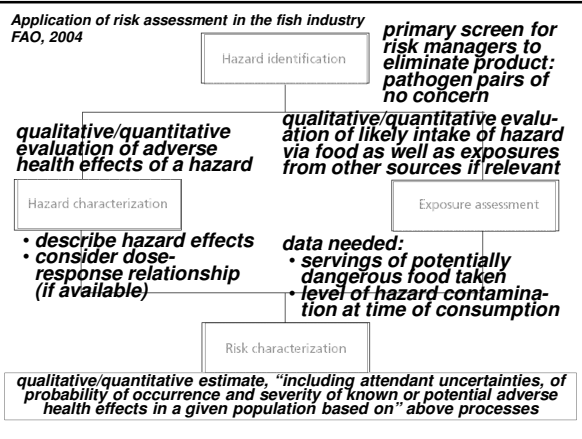 Application of risk assessment in the fish industry
FAO, 2004
Hazard identification
primary screen for
risk managers to
eliminate product:
pathogen pairs of
no concern
qualitative/quantitative
evaluation of adverse
health effects of a hazard
qualitative/quantitative evalu-
ation of likely intake of hazard
via food as well as exposures
from other sources if relevant
Hazard characterization
Exposure assessment
• describe hazard effects
• consider dose-
response relationship
(if available)
data needed:
• servings of potentially
dangerous food taken
• level of hazard contamina-
tion at time of consumption
Risk characterization
qualitative/quantitative estimate, “including attendant uncertainties, of
probability of occurrence and severity of known or potential adverse
health effects in a given population based on” above processes